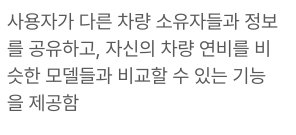 사용자가 다른 차량 소유자들과 정보
를 공유하고, 자신의 차량 연비를 비
슷한 모델들과 비교할 수 있는 기능
을 제공함